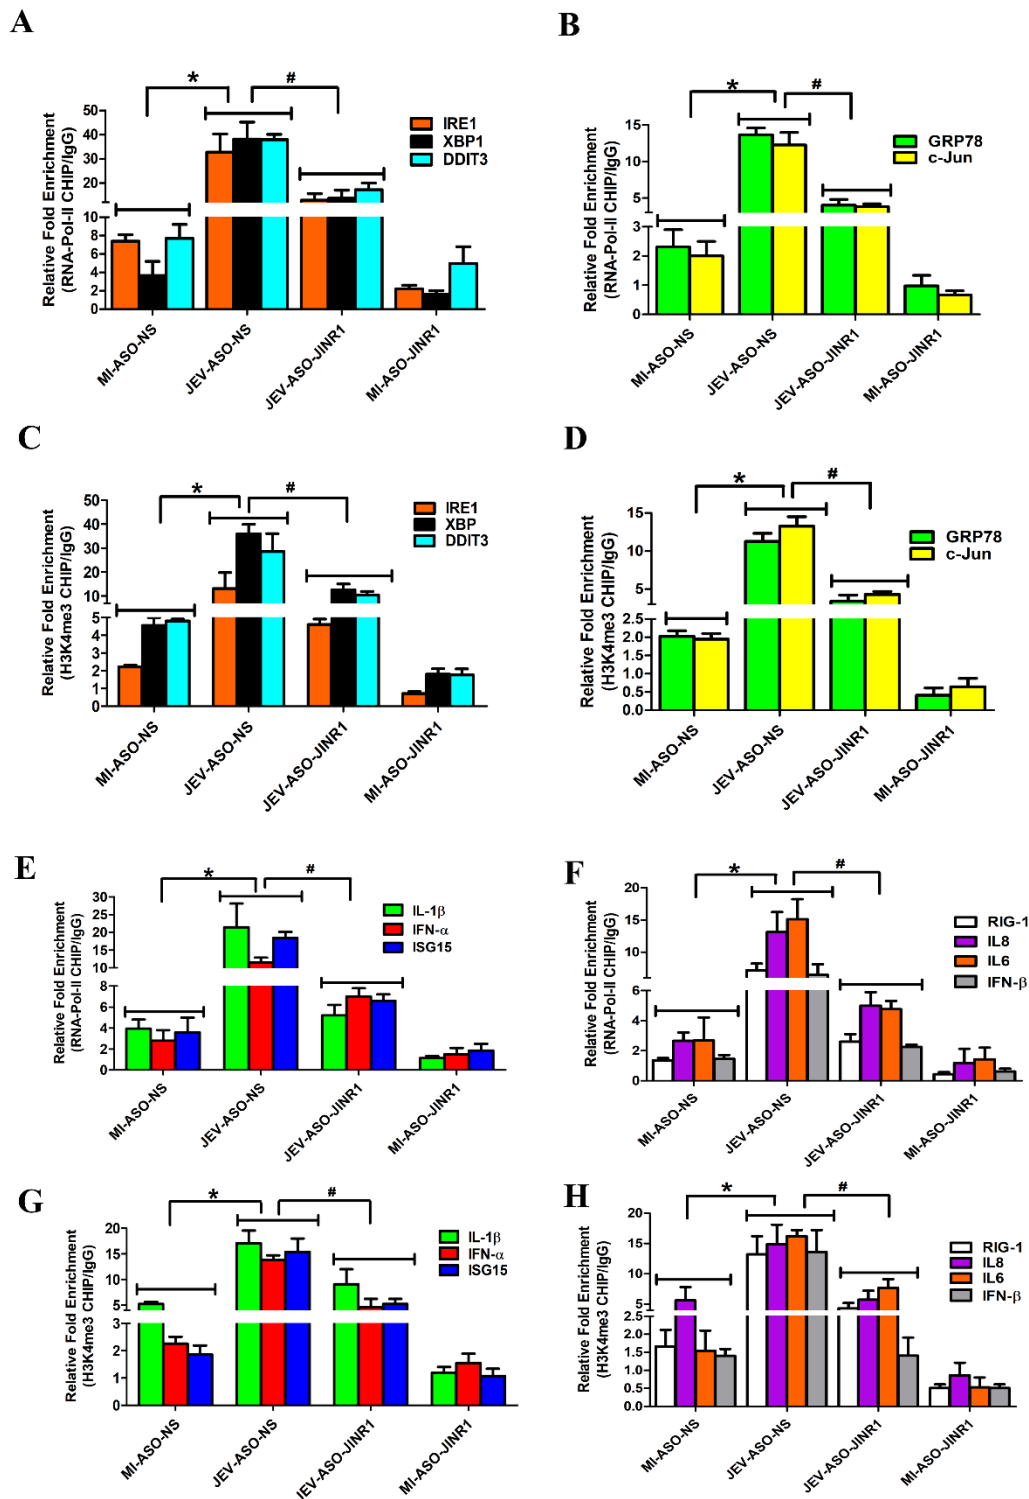 A
Relative Fold Enrichment
(RNA-Pol-II CHIP/IgG)
50
40
30
20
10
8
6
4
2
0
*
#
IRE1
XBP1
DDIT3
MI-ASO-NS
JEV-ASO-NS
JEV-ASO-JINR1
MI-ASO-JINR1
B
Relative Fold Enrichment
(RNA-Pol-II CHIP/IgG)
15
10
5
3
2
1
0
*
#
GRP78
c-Jun
MI-ASO-NS
JEV-ASO-NS
JEV-ASO-JINR1
MI-ASO-JINR1
C
Relative Fold Enrichment
(H3K4me3 CHIP/IgG)
50
40
30
20
10
5
4
3
2
1
0
*
#
IRE1
XBP
DDIT3
MI-ASO-NS
JEV-ASO-NS
JEV-ASO-JINR1
MI-ASO-JINR1
D
Relative Fold Enrichment
(H3K4me3 CHIP/IgG)
15
10
5
2.5
2.0
1.5
1.0
0.5
0.0
*
#
GRP78
c-Jun
MI-ASO-NS
JEV-ASO-NS
JEV-ASO-JINR1
MI-ASO-JINR1
E
Relative Fold Enrichment
(RNA-Pol-II CHIP/IgG)
30
25
20
15
10
8
6
4
2
0
*
#
IL-1β
IFN-α
ISG15
MI-ASO-NS
JEV-ASO-NS
JEV-ASO-JINR1
MI-ASO-JINR1
F
Relative Fold Enrichment
(RNA-Pol-II CHIP/IgG)
20
15
10
6
4
2
0
*
#
RIG-1
IL8
IL6
IFN-β
MI-ASO-NS
JEV-ASO-NS
JEV-ASO-JINR1
MI-ASO-JINR1
G
Relative Fold Enrichment
(H3K4me3 CHIP/IgG)
20
15
10
5
3
2
1
0
*
#
IL-1β
IFN-α
ISG15
MI-ASO-NS
JEV-ASO-NS
IEV-ASO-JINR1
MI-ASO-JINR1
H
Relative Fold Enrichment
(H3K4me3 CHIP/IgG)
20
15
10
5
2.0
1.5
1.0
0.5
0.0
*
#
RIG-1
IL8
IL6
IFN-β
MI-ASO-NS
JEV-ASO-NS
JEV-ASO-JINR1
MI-ASO-JINR1